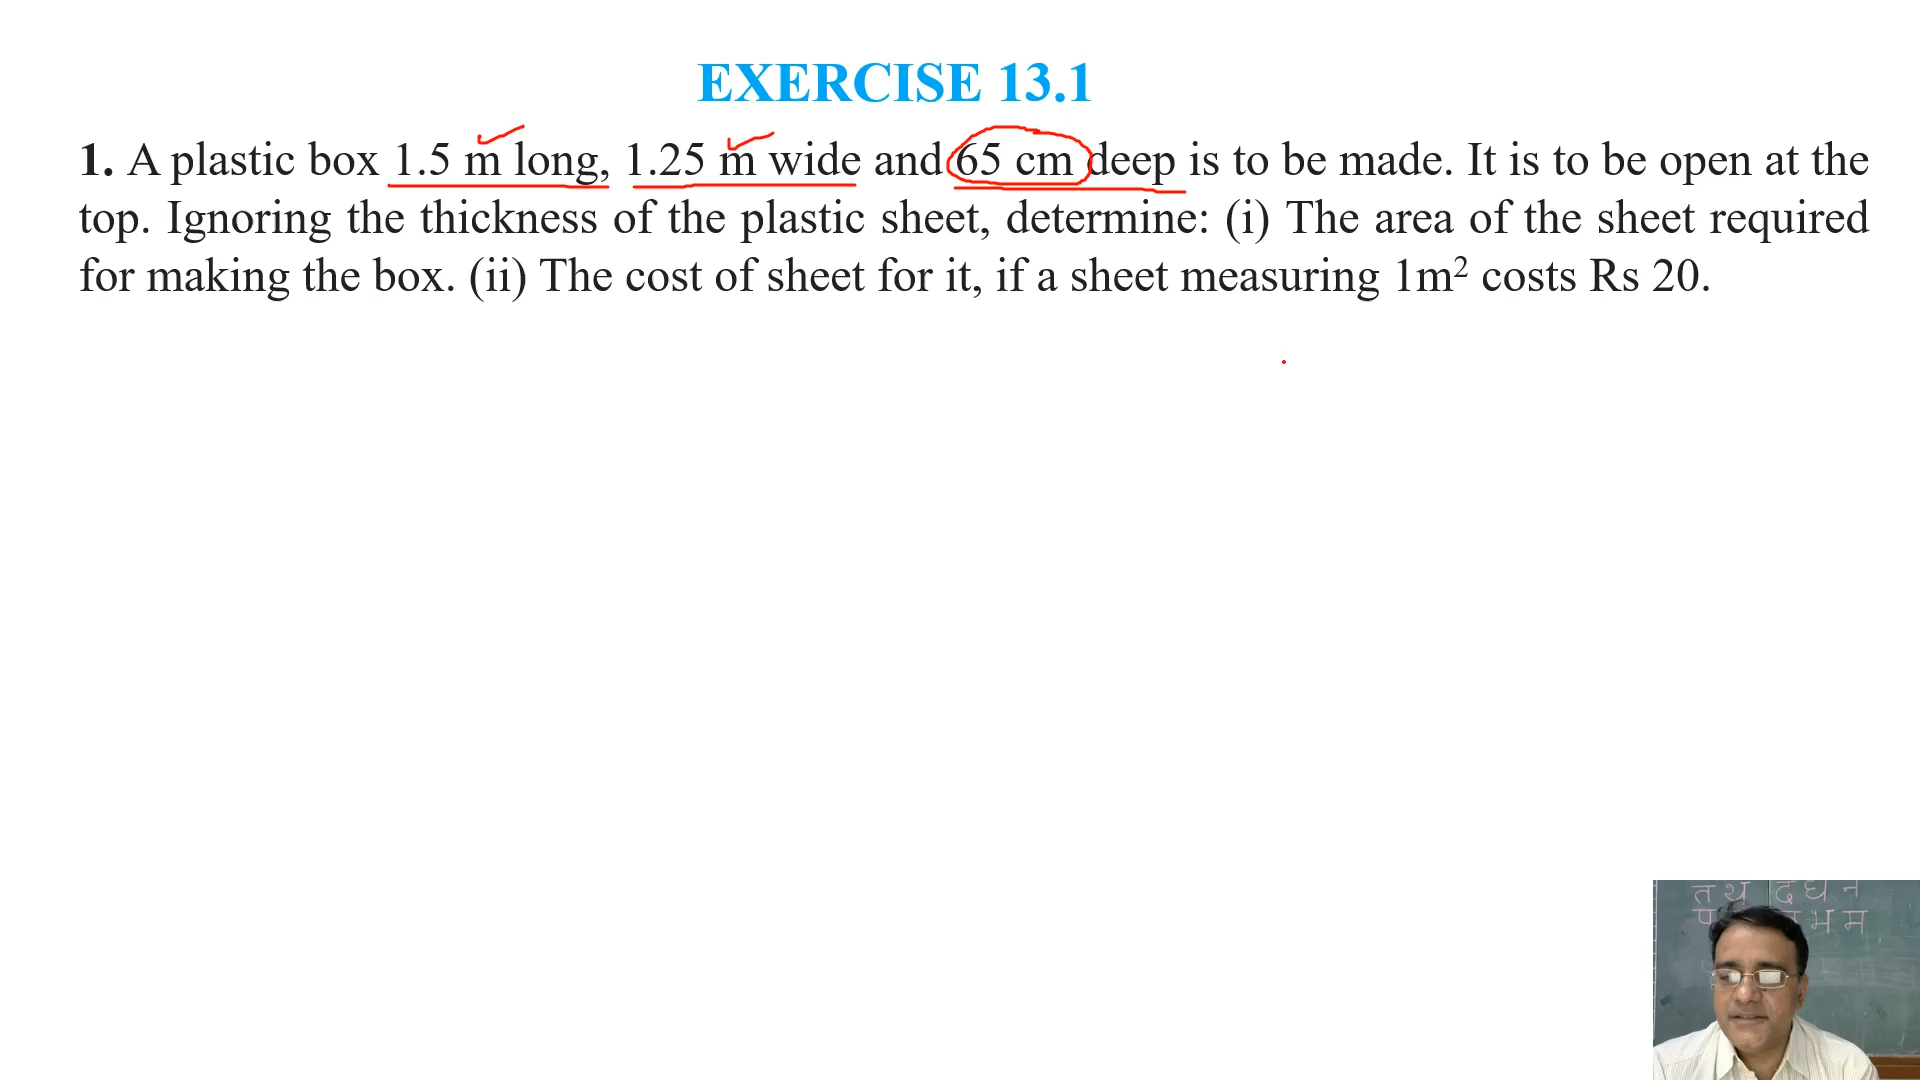 EXERCISE 13.1
1. A plastic box 1.5 m long, 1.25 m wide and 65 cm deep is to be made. It is to be open at the
top. Ignoring the thickness of the plastic sheet, determine: (i) The area of the sheet required
for making the box. (ii) The cost of sheet for it, if a sheet measuring 1m² costs Rs 20.
त थ द ध न
प भ म